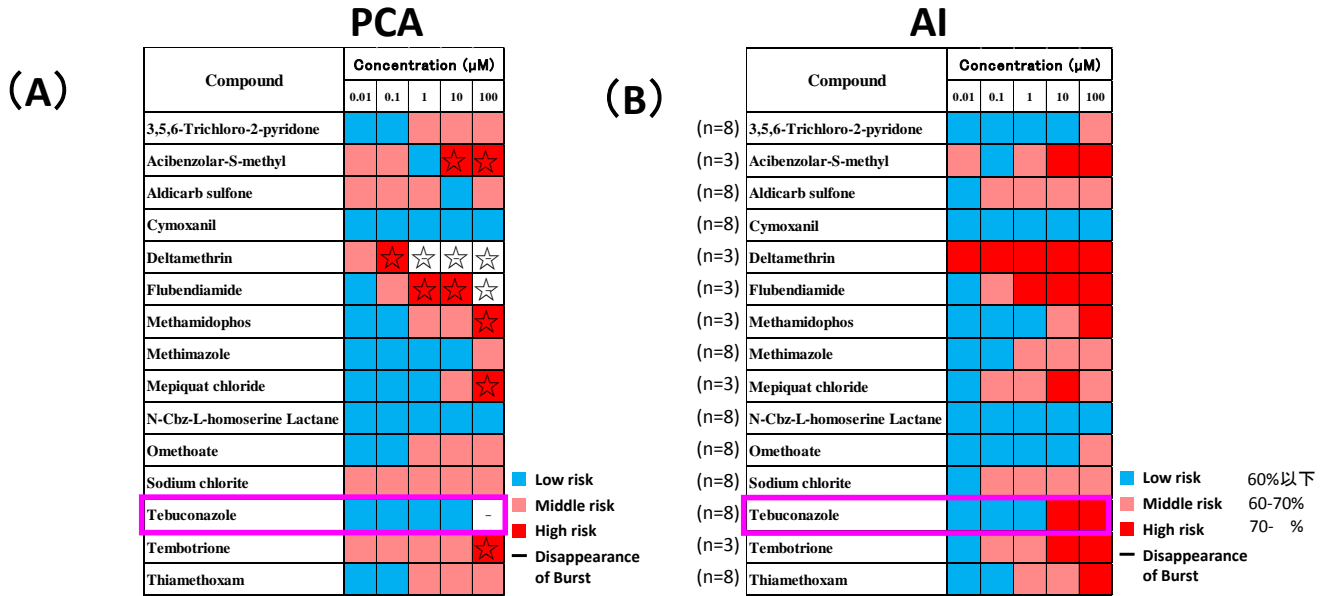 PCA
(A)
Compound
Concentration (μM)
0.01 0.1 1 10 100
3,5,6-Trichloro-2-pyridone
Acibenzolar-S-methyl
Aldicarb sulfone
Cymoxanil
Deltamethrin
Flubendiamide
Methamidophos
Methimazole
Mepiquat chloride
N-Cbz-L-homoserine Lactane
Omethoate
Sodium chlorite
Tebuconazole –
Tembotrione
Thiamethoxam
Low risk
Middle risk
High risk
Disappearance
of Burst
AI
(B)
Compound
Concentration (μM)
0.01 0.1 1 10 100
(n=8) 3,5,6-Trichloro-2-pyridone
(n=3) Acibenzolar-S-methyl
(n=8) Aldicarb sulfone
(n=8) Cymoxanil
(n=3) Deltamethrin
(n=3) Flubendiamide
(n=3) Methamidophos
(n=8) Methimazole
(n=3) Mepiquat chloride
(n=8) N-Cbz-L-homoserine Lactane
(n=8) Omethoate
(n=8) Sodium chlorite
(n=8) Tebuconazole
(n=3) Tembotrione
(n=8) Thiamethoxam
Low risk 60%以下
Middle risk 60-70%
High risk 70- %
Disappearance
of Burst